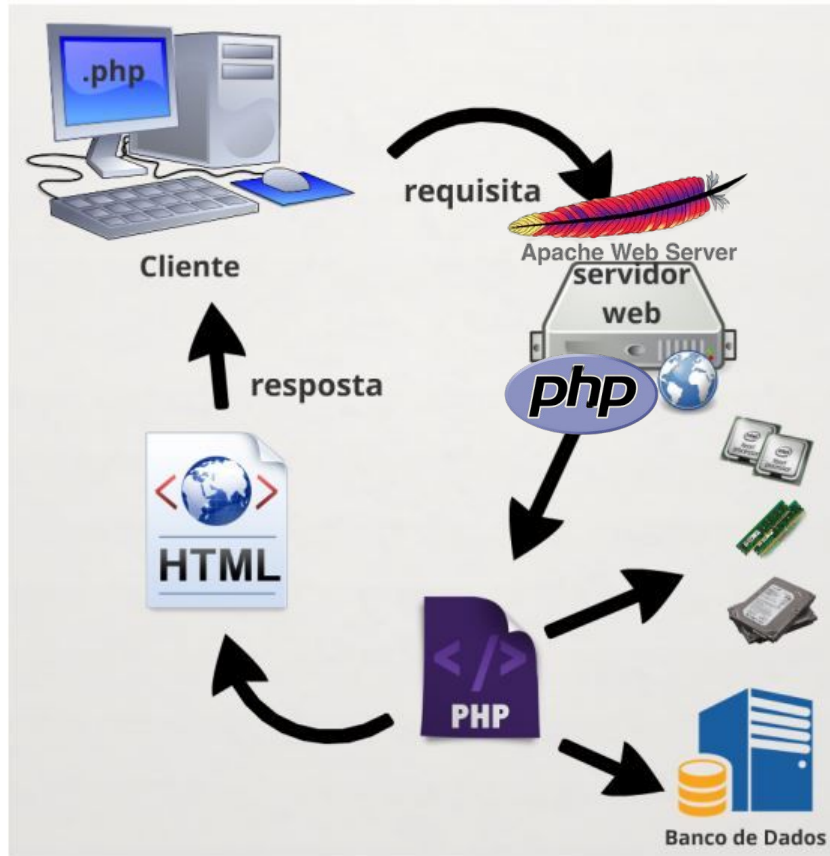 .php
requisita
Apache Web Server
Cliente
servidor
web
php
resposta
HTML
PHP
Banco de Dados